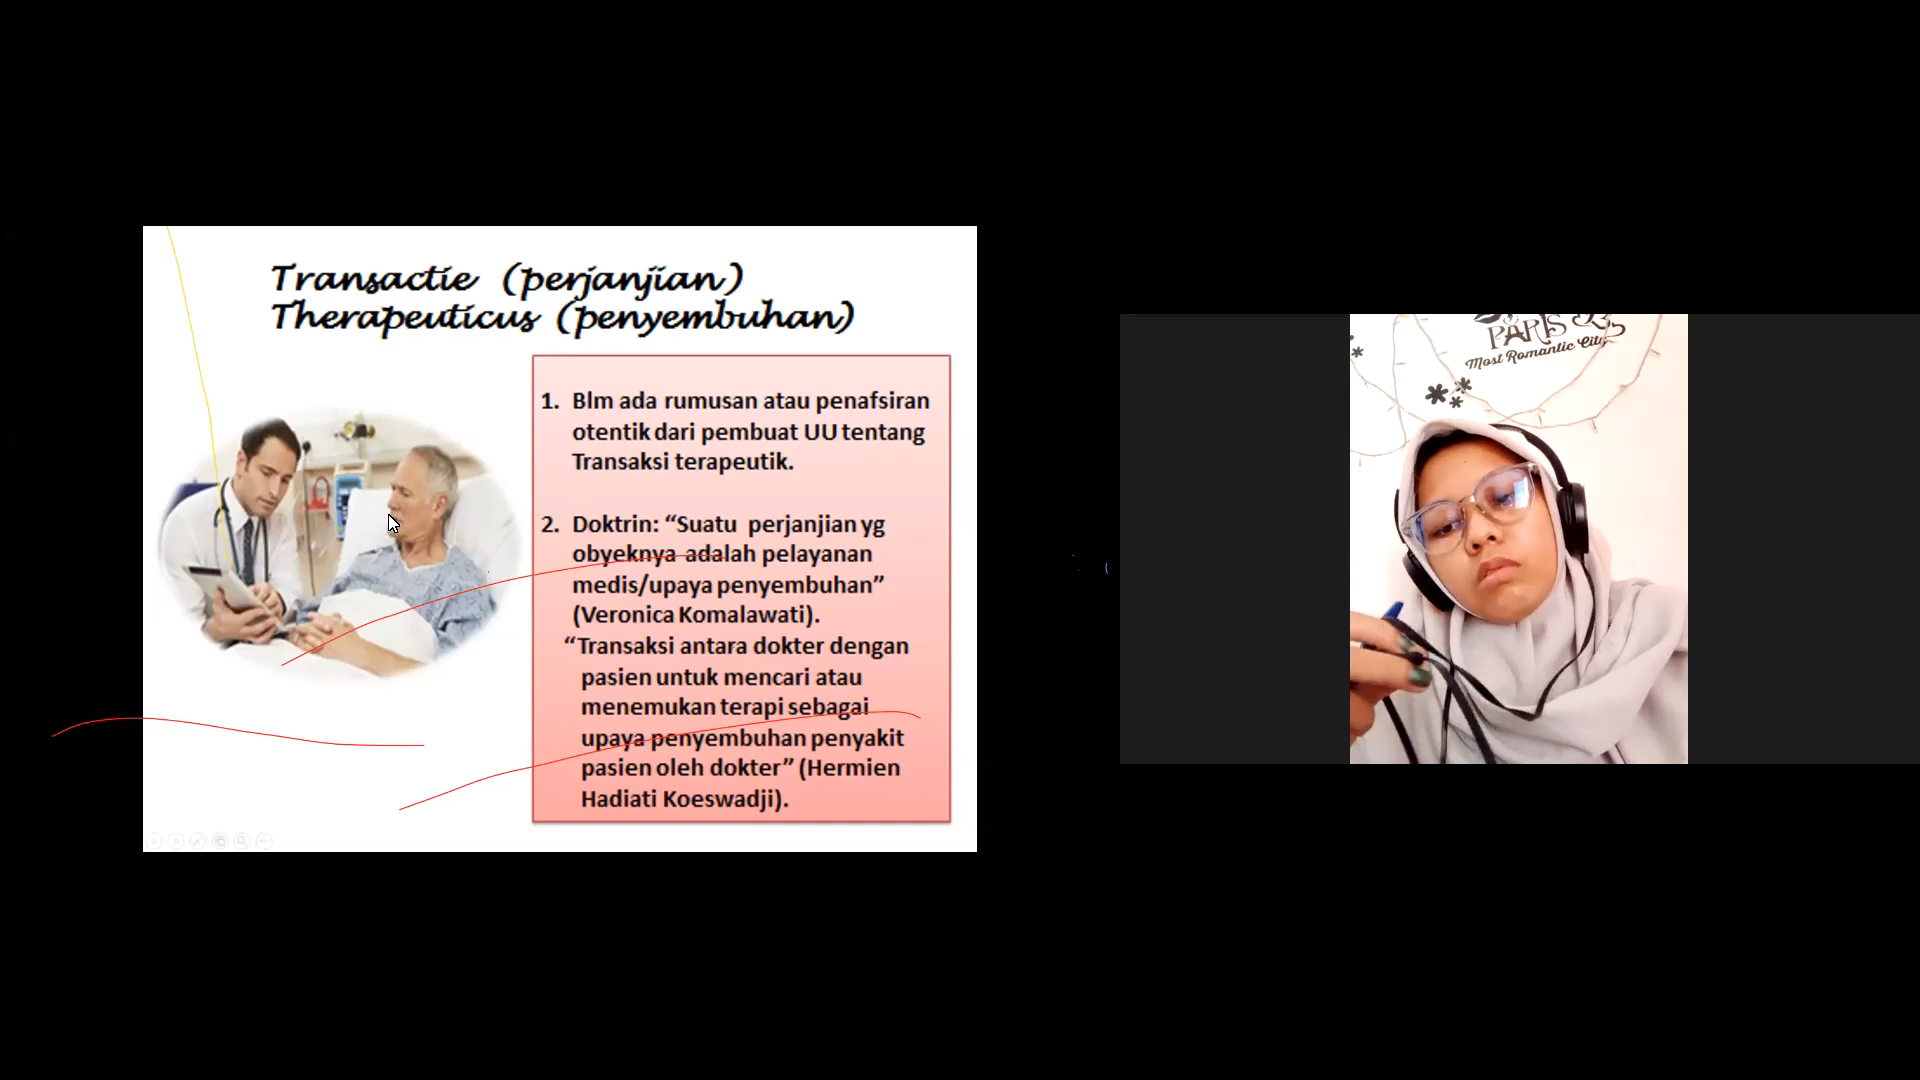 Transactie (perjanjian)
Therapeuticus (penyembuhan)
1. Blm ada rumusan atau penafsiran
otentik dari pembuat UU tentang
Transaksi terapeutik.
2. Doktrin: “Suatu perjanjian yg
obyeknya adalah pelayanan
medis/upaya penyembuhan”
(Veronica Komalawati).
“Transaksi antara dokter dengan
pasien untuk mencari atau
menemukan terapi sebagai
upaya penyembuhan penyakit
pasien oleh dokter” (Hermien
Hadiati Koeswadji).
PARIS
Most Romantic City